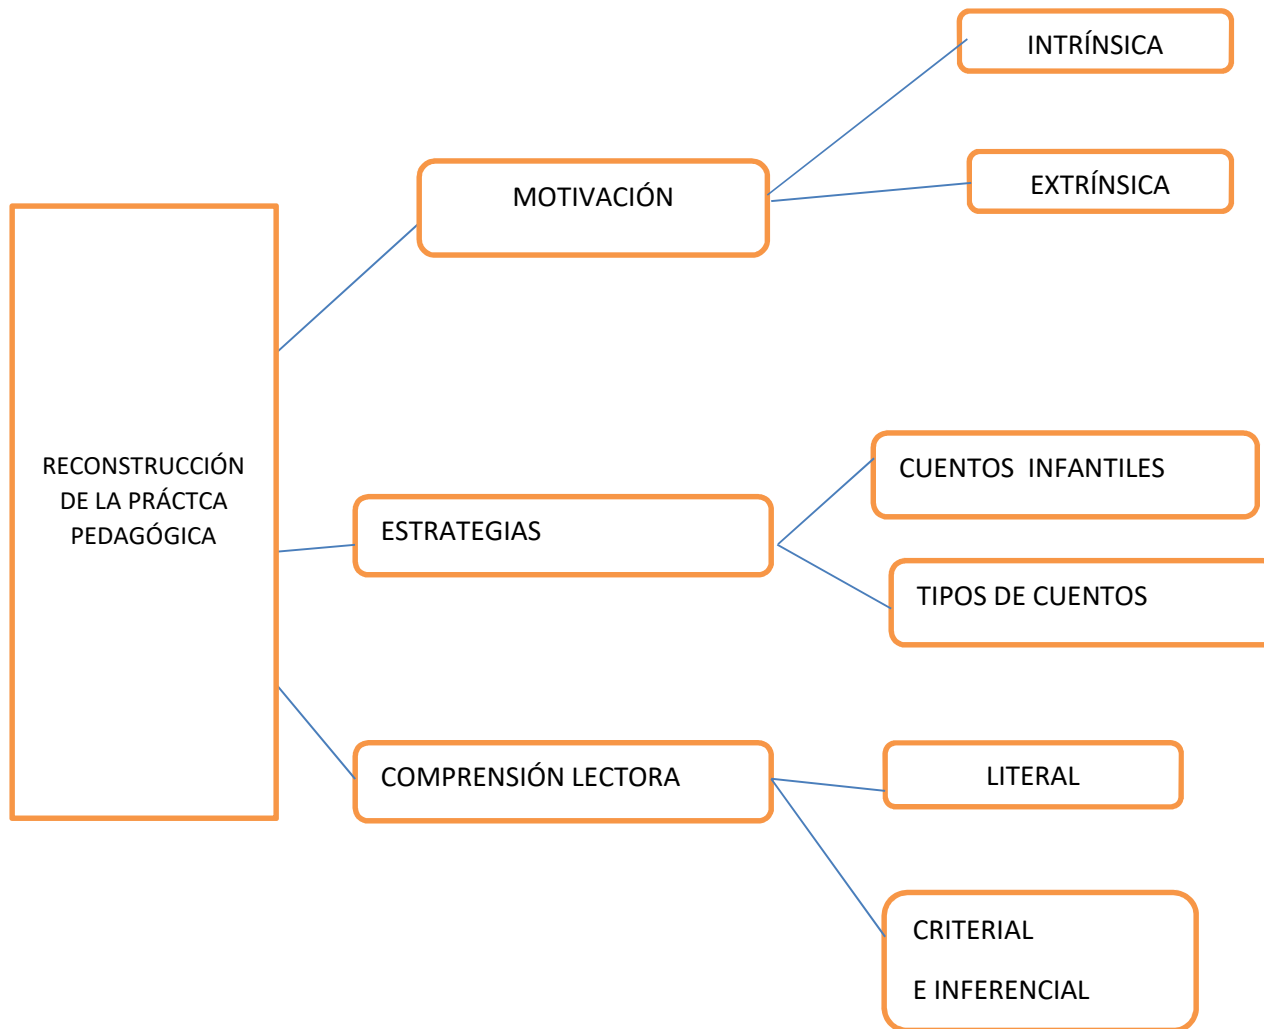 INTRÍNSICA
EXTRÍNSICA
MOTIVACIÓN
RECONSTRUCCIÓN
DE LA PRÁCTCA
PEDAGÓGICA
CUENTOS INFANTILES
ESTRATEGIAS
TIPOS DE CUENTOS
COMPRENSIÓN LECTORA
LITERAL
CRITERIAL
E INFERENCIAL